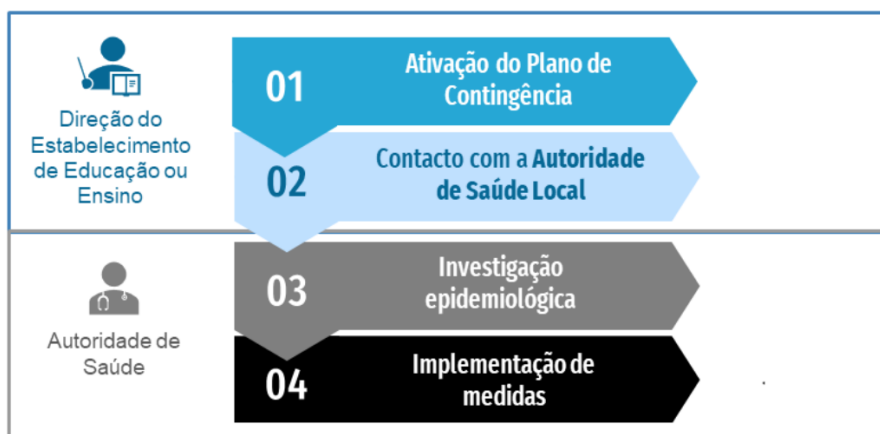 Direção do
Estabelecimento
de Educação ou
Ensino
01
Ativação do Plano de
Contingência
02
Contacto com a Autoridade
de Saúde Local
Autoridade de
Saúde
03
Investigação
epidemiológica
04
Implementação de
medidas
.